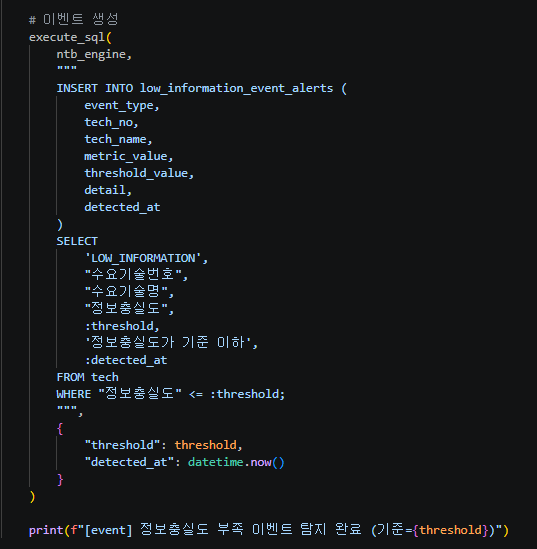 # 이벤트 생성
execute_sql(
    ntb_engine,
    """
    INSERT INTO low_information_event_alerts (
        event_type,
        tech_no,
        tech_name,
        metric_value,
        threshold_value,
        detail,
        detected_at
    )
    SELECT
        'LOW_INFORMATION',
        "수요기술번호",
        "수요기술명",
        "정보충실도",
        :threshold,
        '정보충실도가 기준 이하',
        :detected_at
    FROM tech
    WHERE "정보충실도" <= :threshold;
    """,
    {
        "threshold": threshold,
        "detected_at": datetime.now()
    }
)
print(f"[event] 정보충실도 부족 이벤트 탐지 완료 (기준={threshold})")